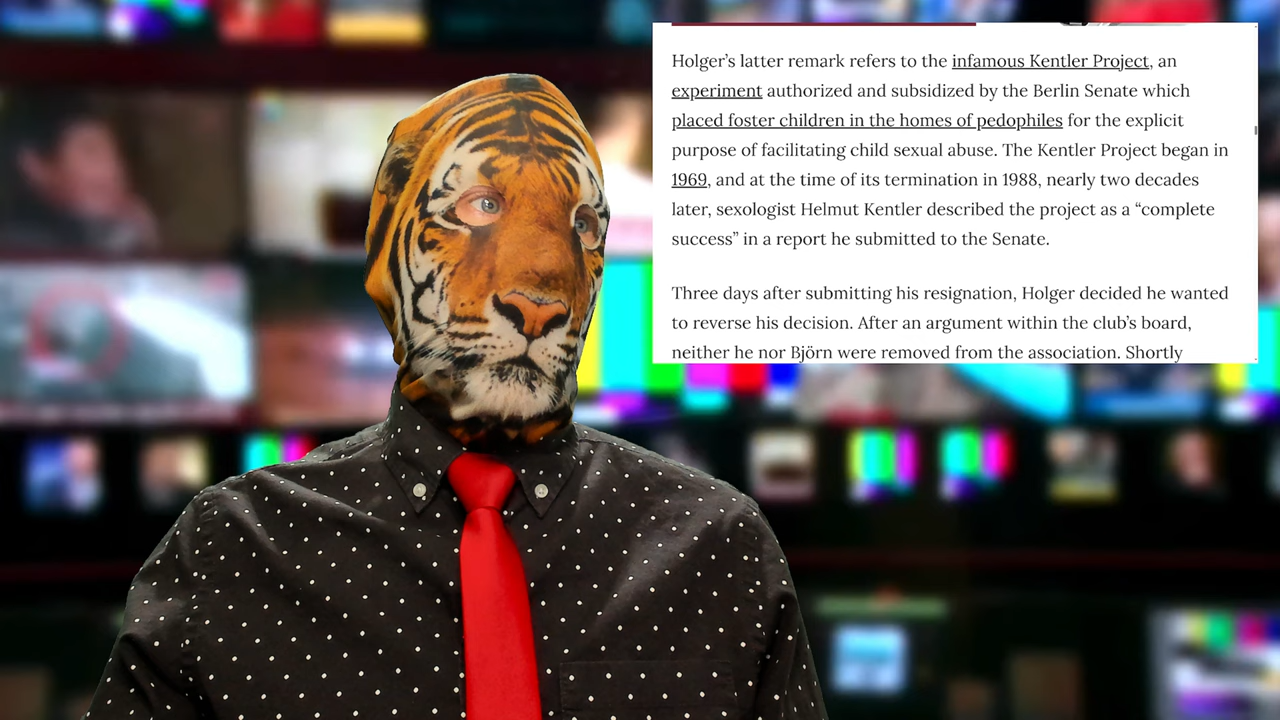 Holger’s latter remark refers to the infamous Kentler Project, an
experiment authorized and subsidized by the Berlin Senate which
placed foster children in the homes of pedophiles for the explicit
purpose of facilitating child sexual abuse. The Kentler Project began in
1969, and at the time of its termination in 1988, nearly two decades
later, sexologist Helmut Kentler described the project as a “complete
success” in a report he submitted to the Senate.
Three days after submitting his resignation, Holger decided he wanted
to reverse his decision. After an argument within the club’s board,
neither he nor Björn were removed from the association. Shortly